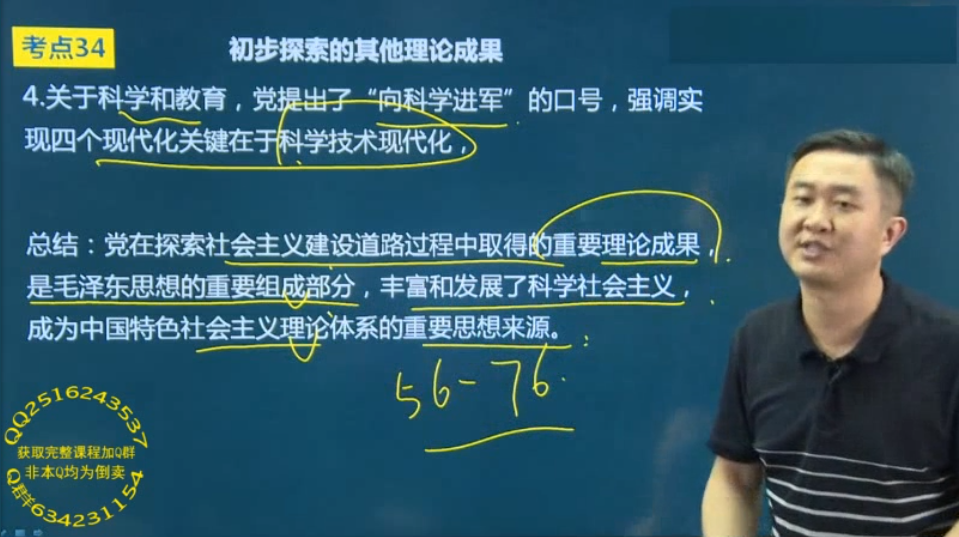 考点34
初步探索的其他理论成果
4.关于科学和教育，党提出了“向科学进军”的口号，强调实
现四个现代化关键在于科学技术现代化，
总结：党在探索社会主义建设道路过程中取得的重要理论成果，
是毛泽东思想的重要组成部分，丰富和发展了科学社会主义，
成为中国特色社会主义理论体系的重要思想来源。
56-76.
QQ2516243537
获取完整课程加Q群
非本Q均为倒卖
Q群634231154